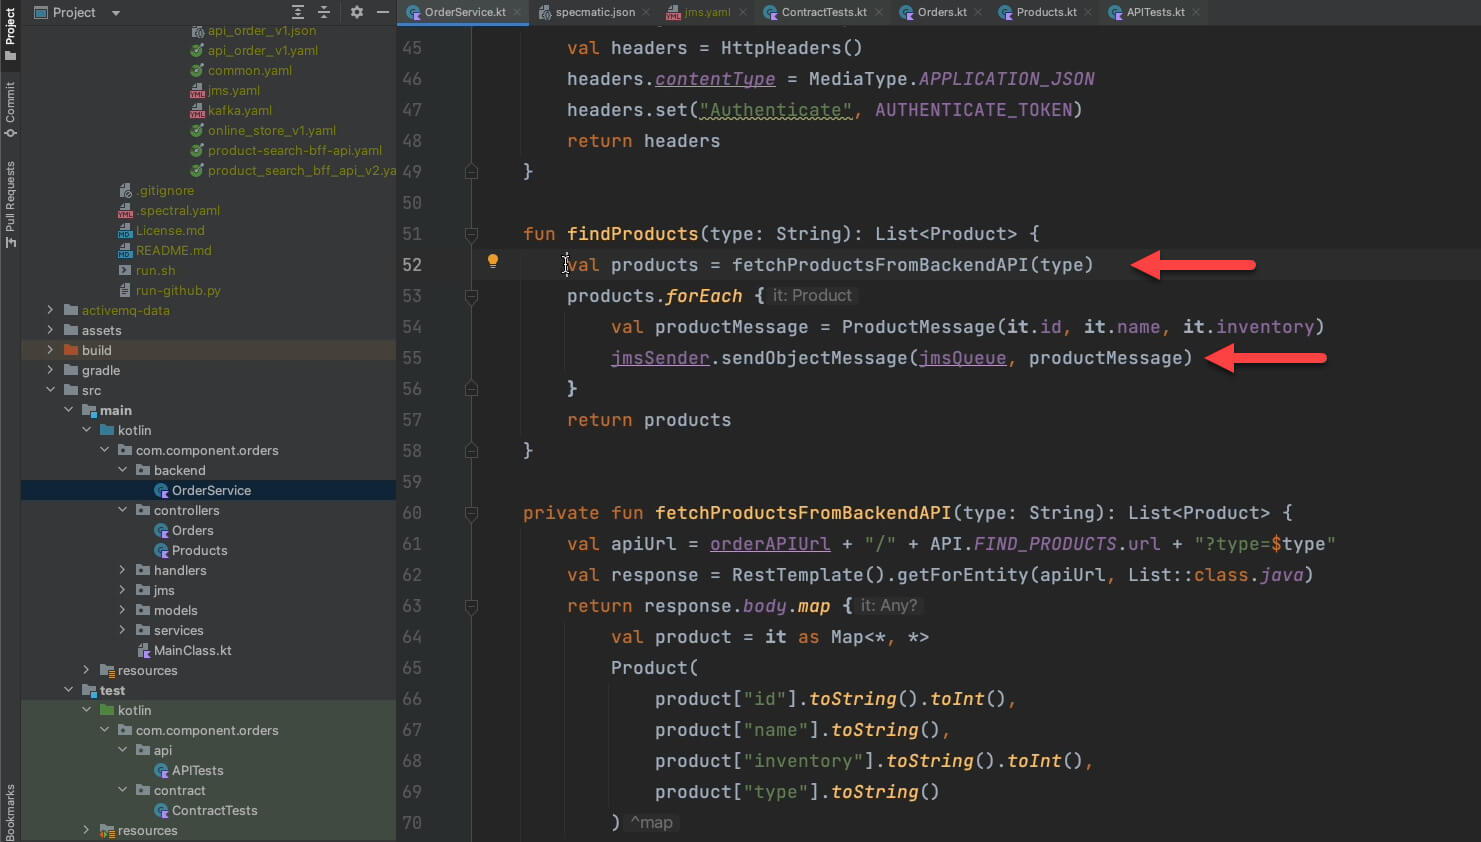 Project
Commit
Pull Requests
Bookmarks
Project
api_order_v1.json
api_order_v1.yaml
common.yaml
jms.yaml
kafka.yaml
online_store_v1.yaml
product-search-bff-api.yaml
product_search_bff_api_v2.ya
.gitignore
.spectral.yaml
License.md
README.md
run.sh
run-github.py
activemq-data
assets
build
gradle
src
main
kotlin
com.component.orders
backend
OrderService
controllers
Orders
Products
handlers
jms
models
services
MainClass.kt
resources
test
kotlin
com.component.orders
api
APITests
contract
ContractTests
resources
OrderService.kt specmatic.json jms.yaml ContractTests.kt Orders.kt Products.kt APITests.kt
45 val headers = HttpHeaders()
46 headers.contentType = MediaType.APPLICATION_JSON
47 headers.set("Authenticate", AUTHENTICATE_TOKEN)
48 return headers
49 }
50
51 fun findProducts(type: String): List<Product> {
52 val products = fetchProductsFromBackendAPI(type)
53 products.forEach { it: Product
54 val productMessage = ProductMessage(it.id, it.name, it.inventory)
55 jmsSender.sendObjectMessage(jmsQueue, productMessage)
56 }
57 return products
58 }
59
60 private fun fetchProductsFromBackendAPI(type: String): List<Product> {
61 val apiUrl = orderAPIUrl + "/" + API.FIND_PRODUCTS.url + "?type=$type"
62 val response = RestTemplate().getForEntity(apiUrl, List::class.java)
63 return response.body.map { it: Any?
64 val product = it as Map<*, *>
65 Product(
66 product["id"].toString().toInt(),
67 product["name"].toString(),
68 product["inventory"].toString().toInt(),
69 product["type"].toString()
70 ) ^map